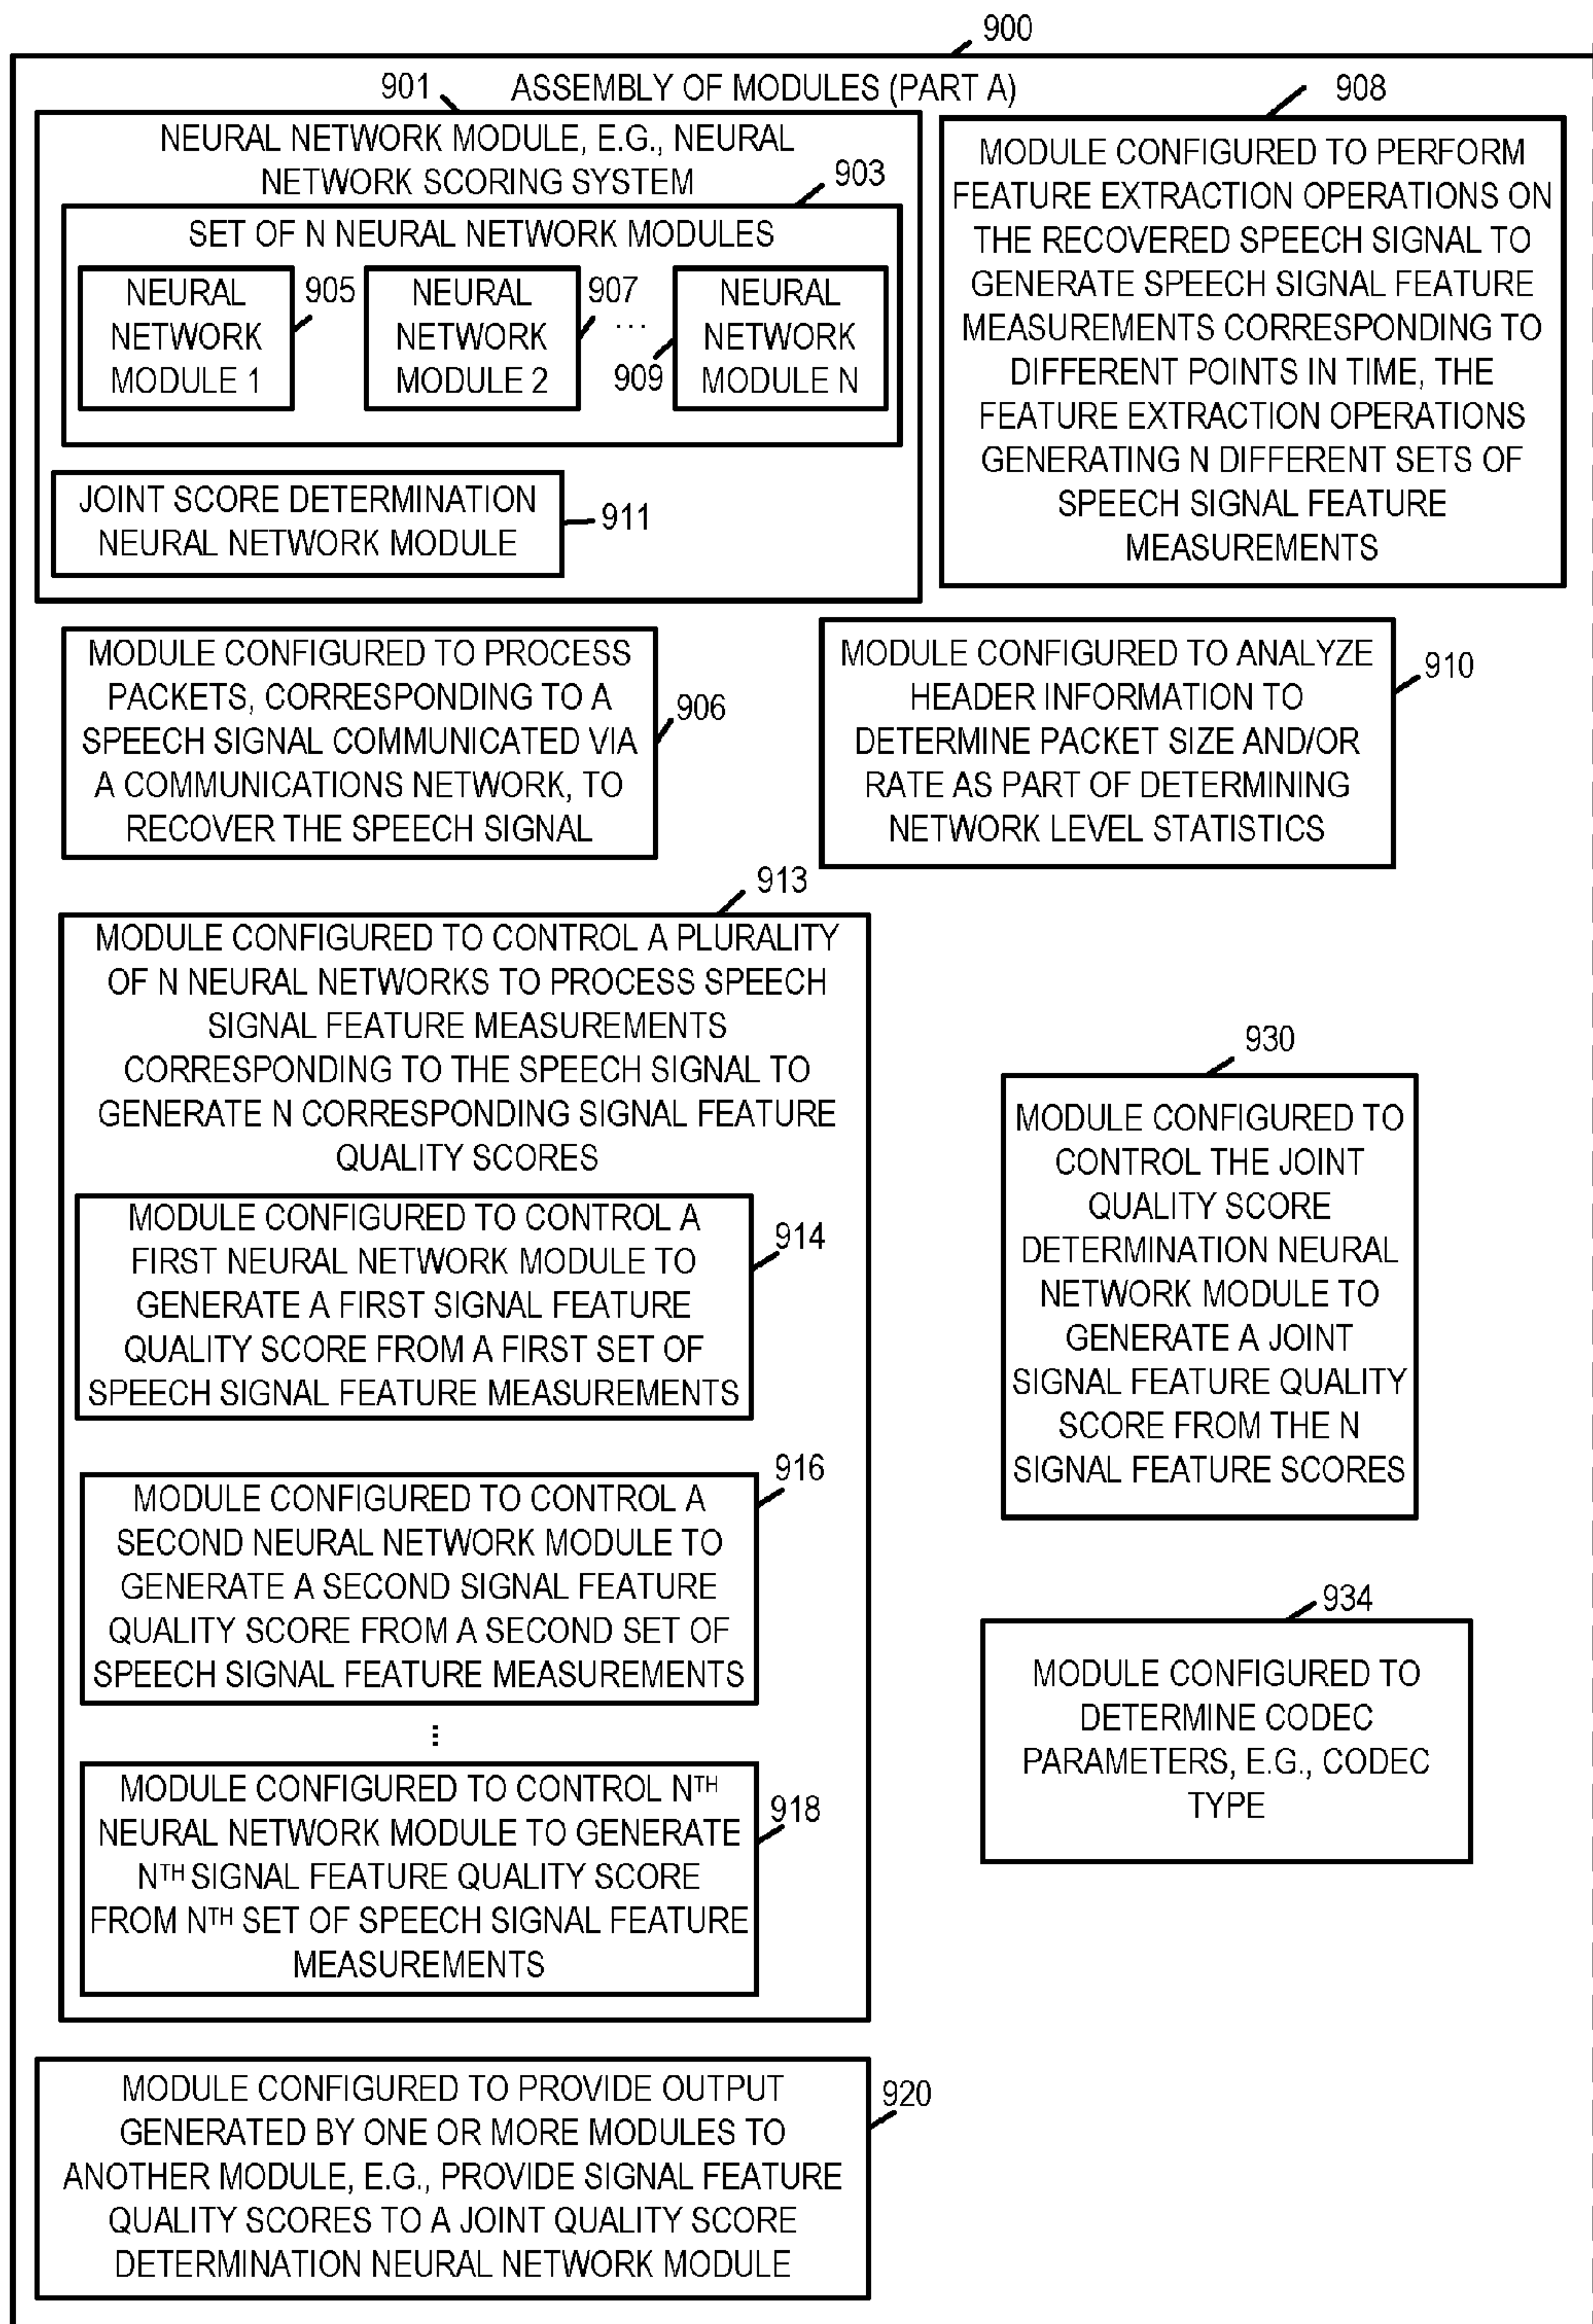 900
ASSEMBLY OF MODULES (PART A)
901
NEURAL NETWORK MODULE, E.G., NEURAL
NETWORK SCORING SYSTEM
903
SET OF N NEURAL NETWORK MODULES
NEURAL
NETWORK
MODULE 1
905
NEURAL
NETWORK
MODULE 2
907
...
909
NEURAL
NETWORK
MODULE N
JOINT SCORE DETERMINATION
NEURAL NETWORK MODULE
911
908
MODULE CONFIGURED TO PERFORM
FEATURE EXTRACTION OPERATIONS ON
THE RECOVERED SPEECH SIGNAL TO
GENERATE SPEECH SIGNAL FEATURE
MEASUREMENTS CORRESPONDING TO
DIFFERENT POINTS IN TIME, THE
FEATURE EXTRACTION OPERATIONS
GENERATING N DIFFERENT SETS OF
SPEECH SIGNAL FEATURE
MEASUREMENTS
MODULE CONFIGURED TO PROCESS
PACKETS, CORRESPONDING TO A
SPEECH SIGNAL COMMUNICATED VIA
A COMMUNICATIONS NETWORK, TO
RECOVER THE SPEECH SIGNAL
906
MODULE CONFIGURED TO ANALYZE
HEADER INFORMATION TO
DETERMINE PACKET SIZE AND/OR
RATE AS PART OF DETERMINING
NETWORK LEVEL STATISTICS
910
913
MODULE CONFIGURED TO CONTROL A PLURALITY
OF N NEURAL NETWORKS TO PROCESS SPEECH
SIGNAL FEATURE MEASUREMENTS
CORRESPONDING TO THE SPEECH SIGNAL TO
GENERATE N CORRESPONDING SIGNAL FEATURE
QUALITY SCORES
MODULE CONFIGURED TO CONTROL A
FIRST NEURAL NETWORK MODULE TO
GENERATE A FIRST SIGNAL FEATURE
QUALITY SCORE FROM A FIRST SET OF
SPEECH SIGNAL FEATURE MEASUREMENTS
914
MODULE CONFIGURED TO CONTROL A
SECOND NEURAL NETWORK MODULE TO
GENERATE A SECOND SIGNAL FEATURE
QUALITY SCORE FROM A SECOND SET OF
SPEECH SIGNAL FEATURE MEASUREMENTS
916
...
MODULE CONFIGURED TO CONTROL NTH
NEURAL NETWORK MODULE TO GENERATE
NTH SIGNAL FEATURE QUALITY SCORE
FROM NTH SET OF SPEECH SIGNAL FEATURE
MEASUREMENTS
918
930
MODULE CONFIGURED TO
CONTROL THE JOINT
QUALITY SCORE
DETERMINATION NEURAL
NETWORK MODULE TO
GENERATE A JOINT
SIGNAL FEATURE QUALITY
SCORE FROM THE N
SIGNAL FEATURE SCORES
934
MODULE CONFIGURED TO
DETERMINE CODEC
PARAMETERS, E.G., CODEC
TYPE
MODULE CONFIGURED TO PROVIDE OUTPUT
GENERATED BY ONE OR MORE MODULES TO
ANOTHER MODULE, E.G., PROVIDE SIGNAL FEATURE
QUALITY SCORES TO A JOINT QUALITY SCORE
DETERMINATION NEURAL NETWORK MODULE
920